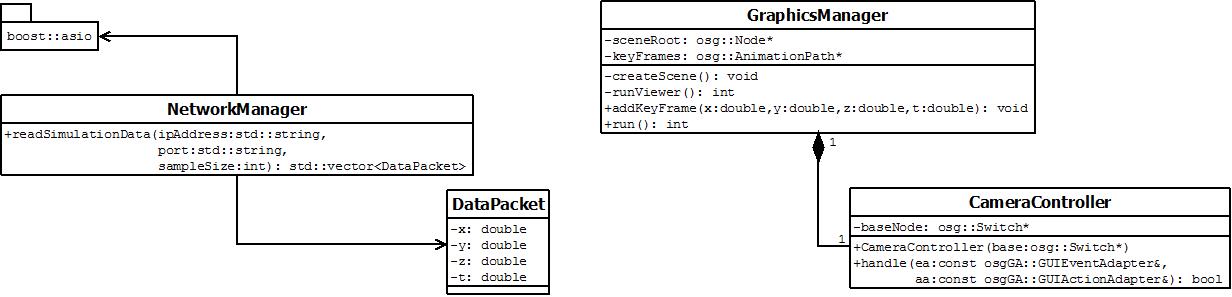 boost::asio
NetworkManager
+readSimulationData(ipAddress:std::string,
port:std::string,
sampleSize:int): std::vector<DataPacket>
DataPacket
-x: double
-y: double
-z: double
-t: double
GraphicsManager
-sceneRoot: osg::Node*
-keyFrames: osg::AnimationPath*
-createScene(): void
-runViewer(): int
+addKeyFrame(x:double,y:double,z:double,t:double): void
+run(): int
1
1
CameraController
-baseNode: osg::Switch*
+CameraController(base:osg::Switch*)
+handle(ea:const osgGA::GUIEventAdapter&,
aa:const osgGA::GUIActionAdapter&): bool